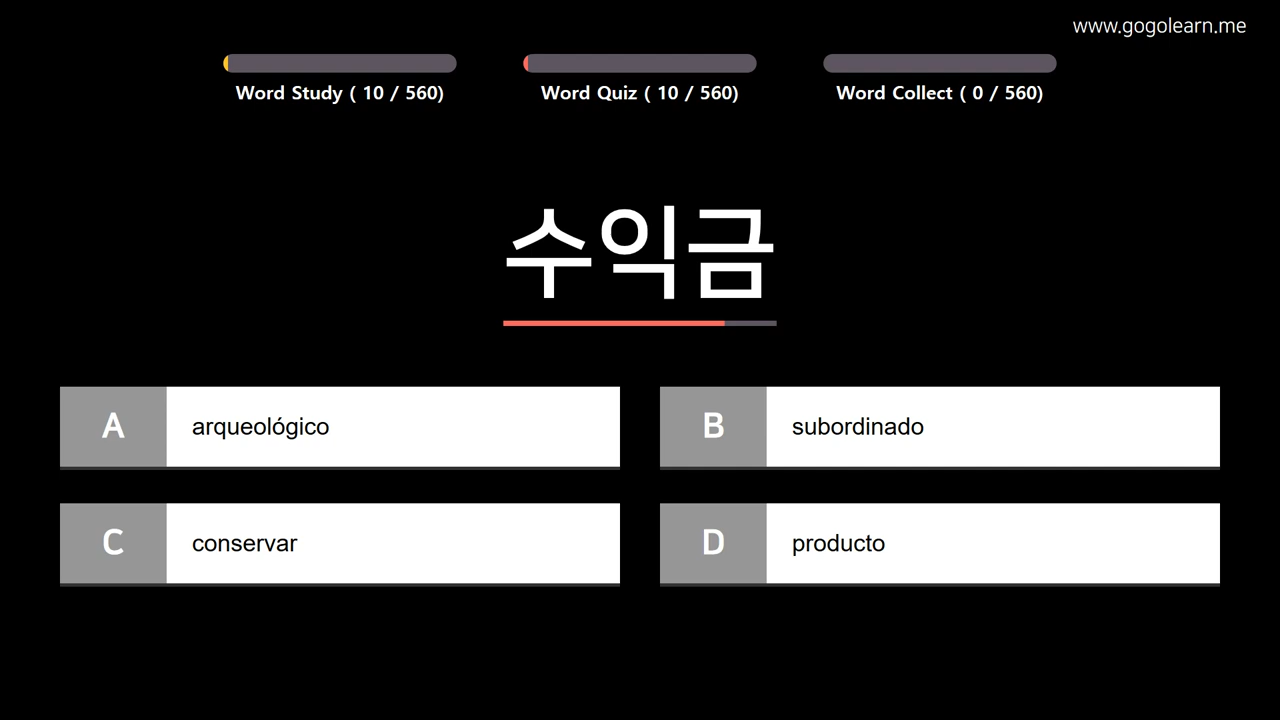 www.gogolearn.me
Word Study ( 10 / 560)
Word Quiz ( 10 / 560)
Word Collect ( 0 / 560)
수익금
A arqueológico
B subordinado
C conservar
D producto